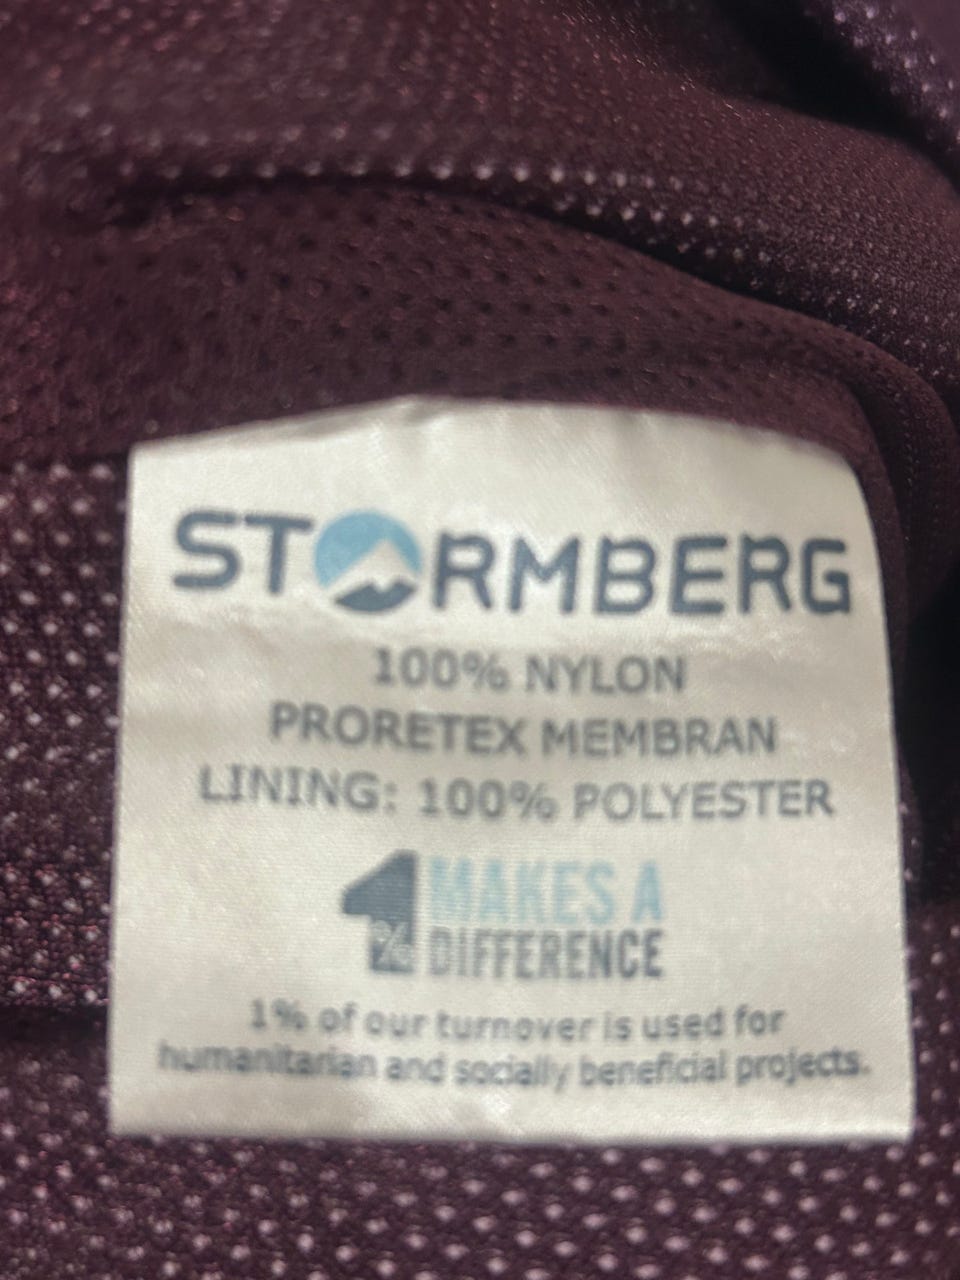 STORMBERG
100% NYLON
PRORETEX MEMBRAN
LINING: 100% POLYESTER
1% MAKES A
DIFFERENCE
1% of our turnover is used for
humanitarian and socially beneficial projects.